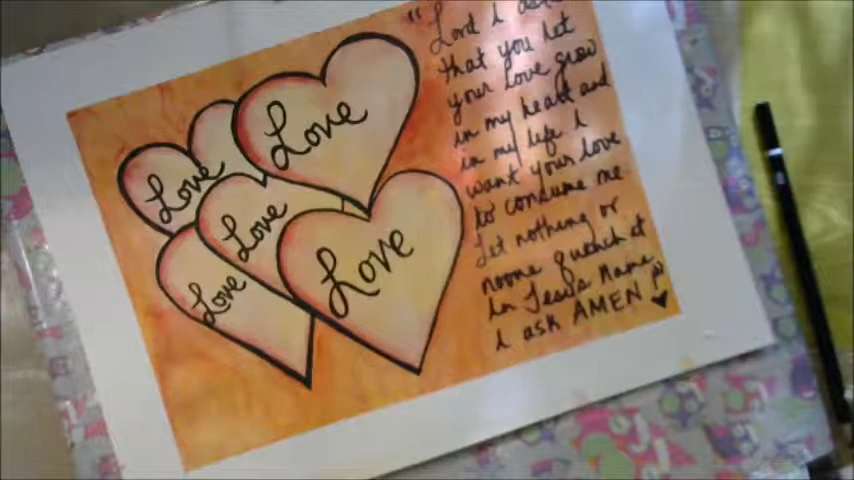 Love
Love
Love
Love
Love
"Lord I ask
that you let
your love grow
in my heart and
in my life I
want your love
to consume me.
Let nothing or
noone quench it
in Jesus Name
I ask AMEN"